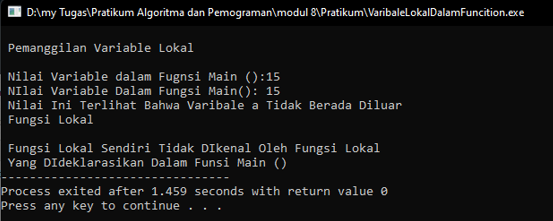 D:\my Tugas\Pratikum Algoritma dan Pemograman\modul 8\Pratikum\VaribaleLokalDalamFuncition.exe
Pemanggilan Variable Lokal
Nilai Variable dalam Fugnsi Main ():15
NIlai Variable Dalam Fungsi Main(): 15
Nilai Ini Terlihat Bahwa Varibale a Tidak Berada Diluar
Fungsi Lokal
Fungsi Lokal Sendiri Tidak DIkenal Oleh Fungsi Lokal
Yang DIdeklarasikan Dalam Funsi Main ()
--------------------------------
Process exited after 1.459 seconds with return value 0
Press any key to continue . . .